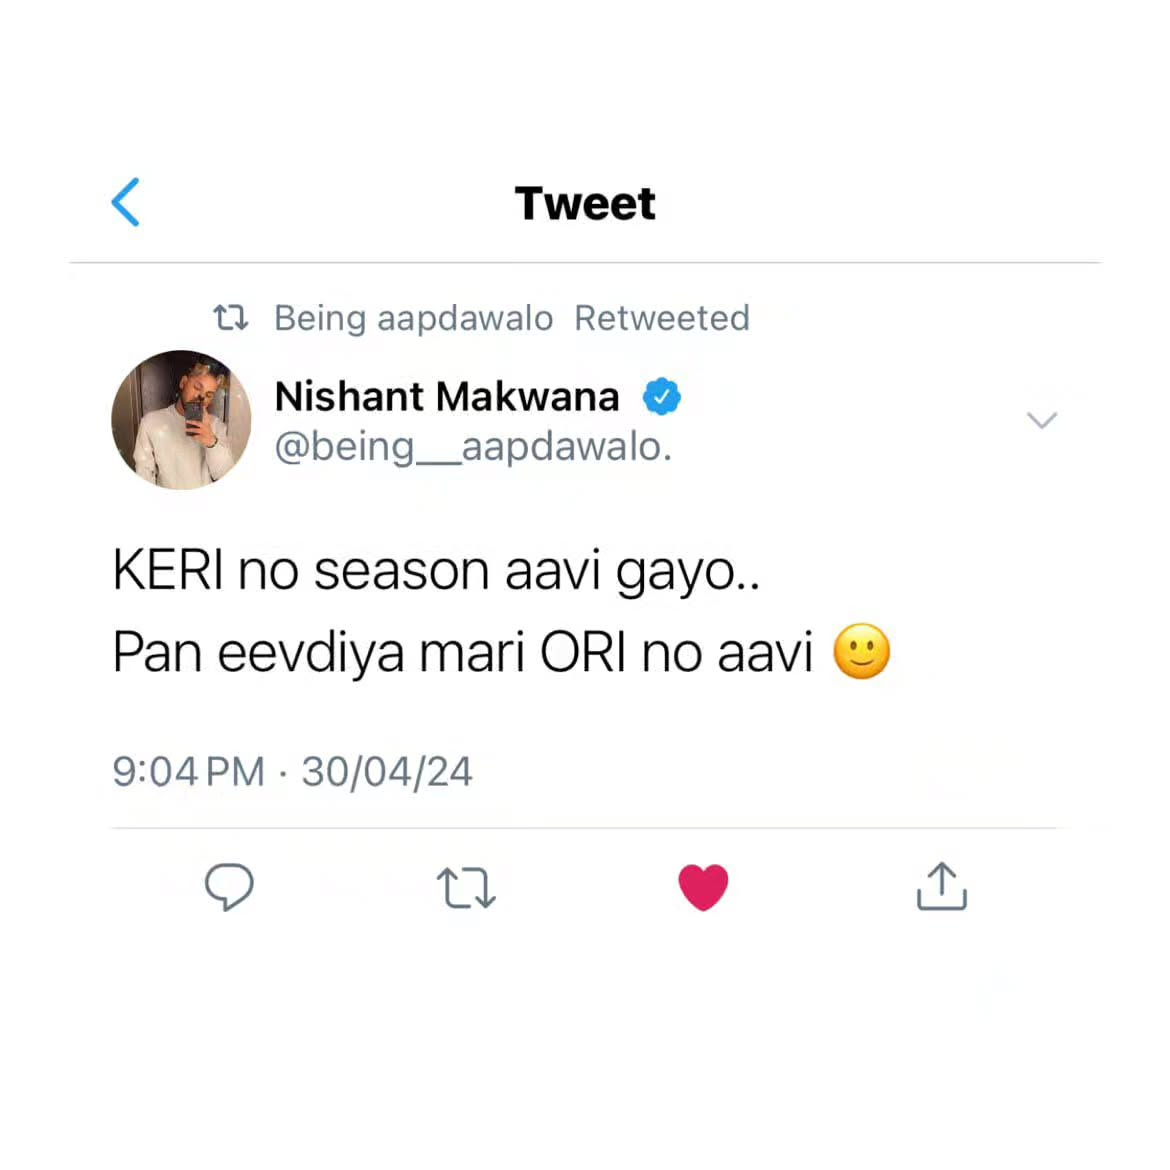 Tweet
Being aapdawalo Retweeted
Nishant Makwana
@being__aapdawalo.
KERI no season aavi gayo..
Pan eevdiya mari ORI no aavi 🙂
9:04 PM · 30/04/24